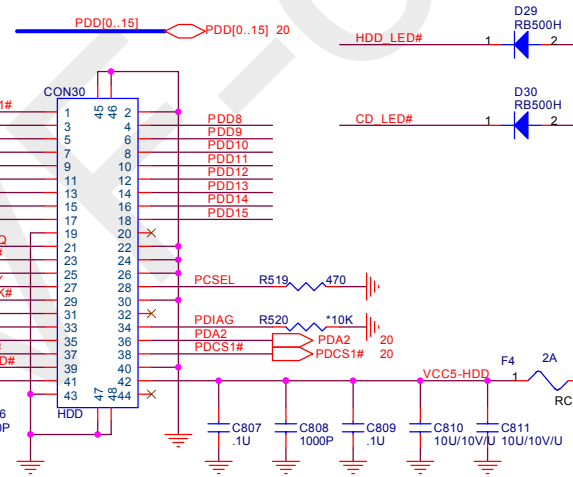 PDD[0..15]
PDD[0..15] 20
D29
RB500H
HDD_LED#
1 2
D30
RB500H
CD_LED#
1 2
CON30
45 46
1 2
3 4 PDD8
5 6 PDD9
7 8 PDD10
9 10 PDD11
11 12 PDD12
13 14 PDD13
15 16 PDD14
17 18 PDD15
19 20
21 22
23 24
25 26
27 28 PCSEL R519 470
29 30
31 32
33 34 PDIAG R520 *10K
35 36 PDA2 PDA2 20
37 38 PDCS1# PDCS1# 20
39 40
41 42 VCC5-HDD 1 F4 2A
43 44
47 48
HDD
RC
C807
.1U
C808
1000P
C809
.1U
C810
10U/10V/U
C811
10U/10V/U